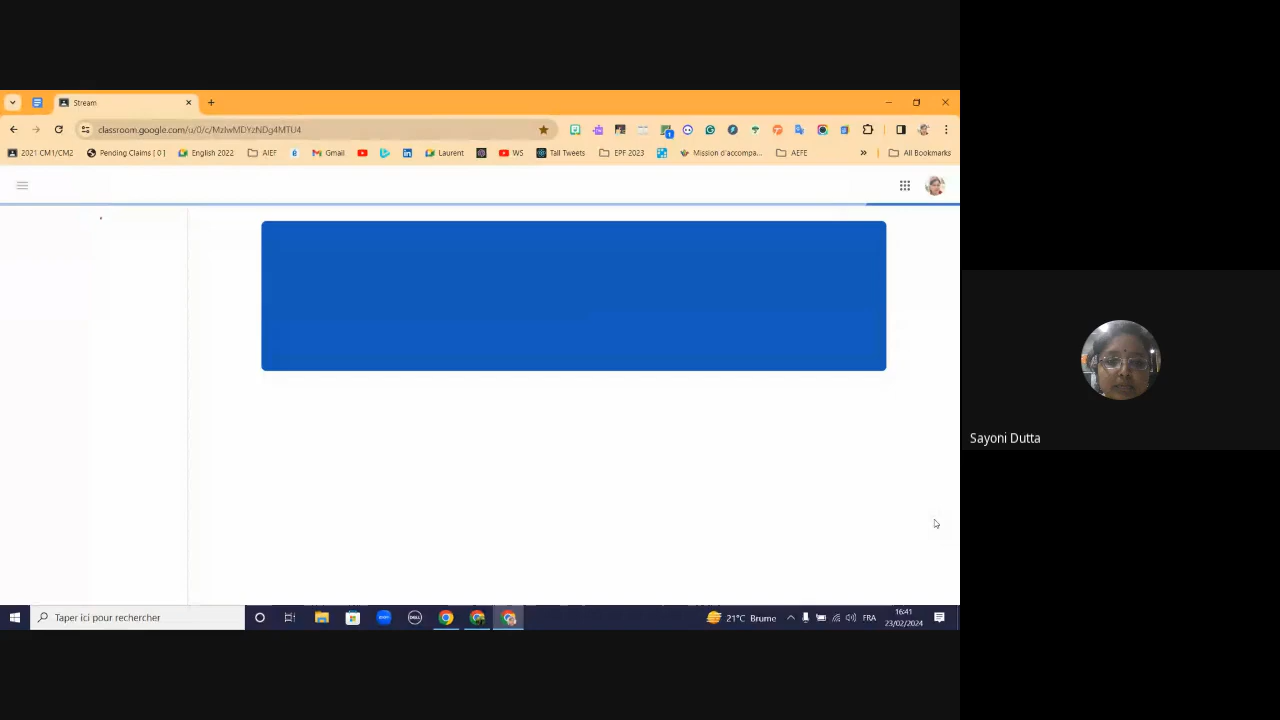 Stream
classroom.google.com/u/0/c/MzIwMDYzNDg4MTU4
2021 CM1/CM2 Pending Claims [ 0 ] English 2022 AIEF Gmail Laurent WS Tall Tweets EPF 2023 Mission d'accompa... AEFE » All Bookmarks
Sayoni Dutta
Taper ici pour rechercher
DELL
21°C Brume
FRA
16:41
23/02/2024